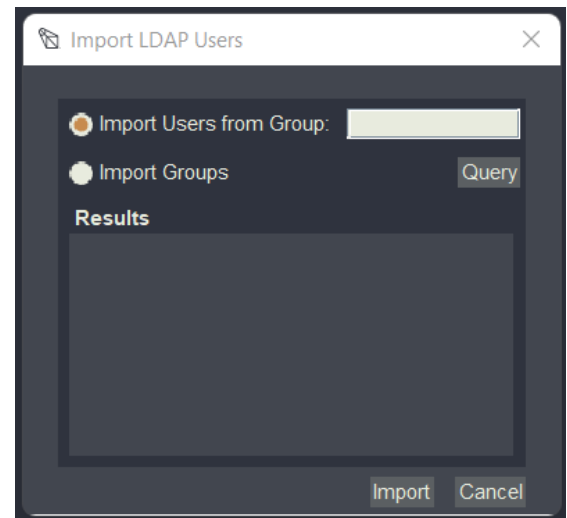 Import LDAP Users
Import Users from Group:
Import Groups
Query
Results
Import Cancel